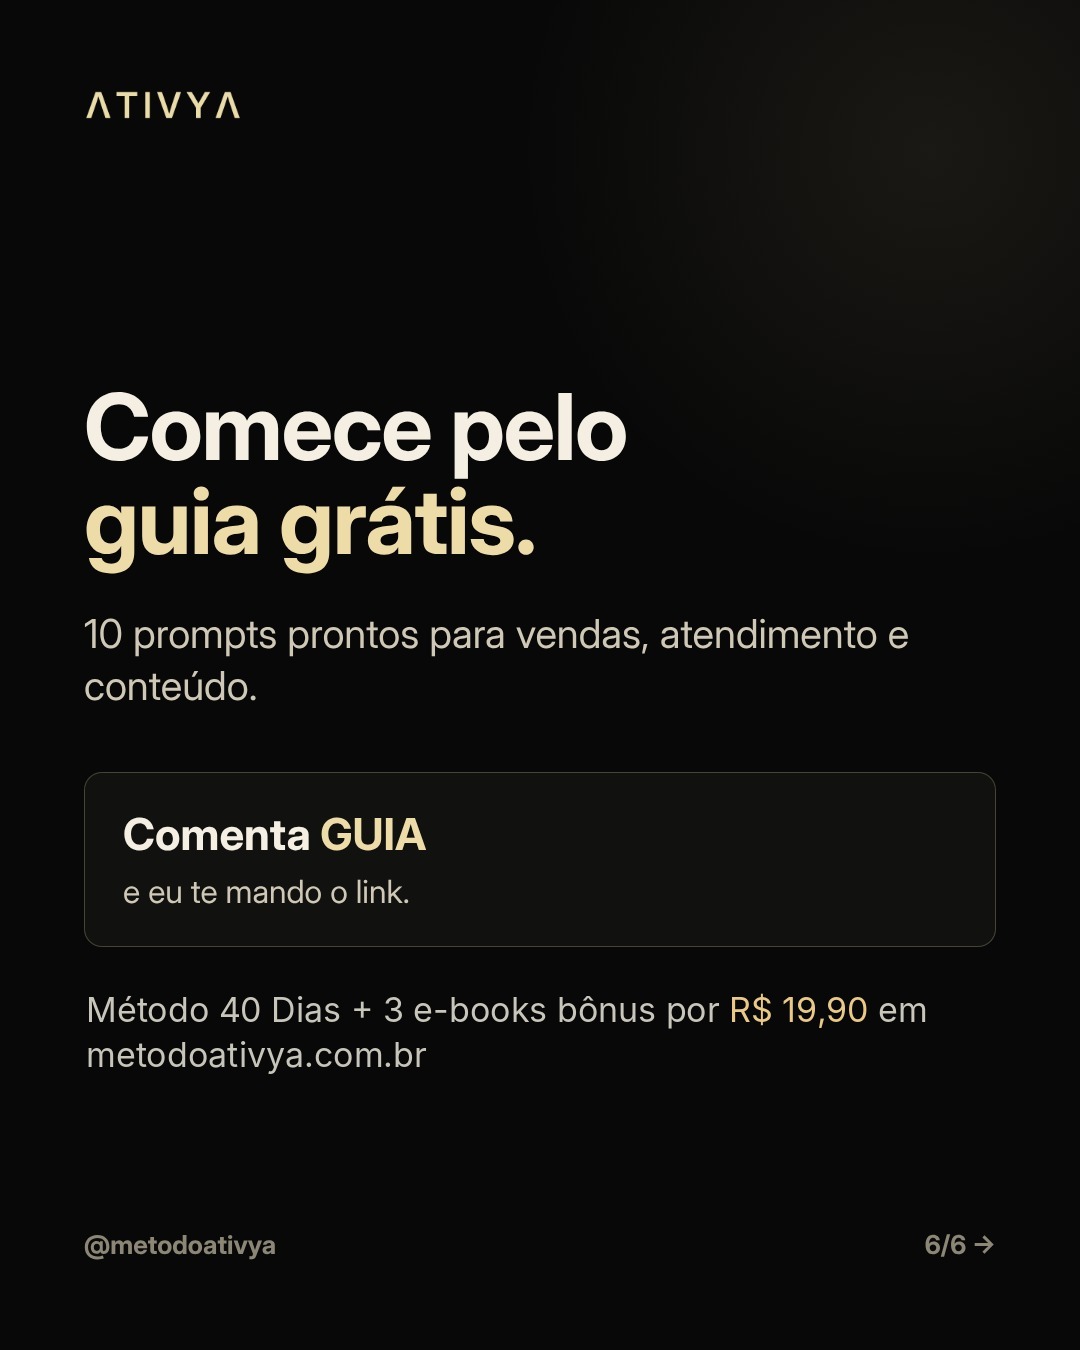 ATIVYA
Comece pelo
guia grátis.
10 prompts prontos para vendas, atendimento e
conteúdo.
Comenta GUIA
e eu te mando o link.
Método 40 Dias + 3 e-books bônus por R$ 19,90 em
metodoativya.com.br
@metodoativya
6/6 →